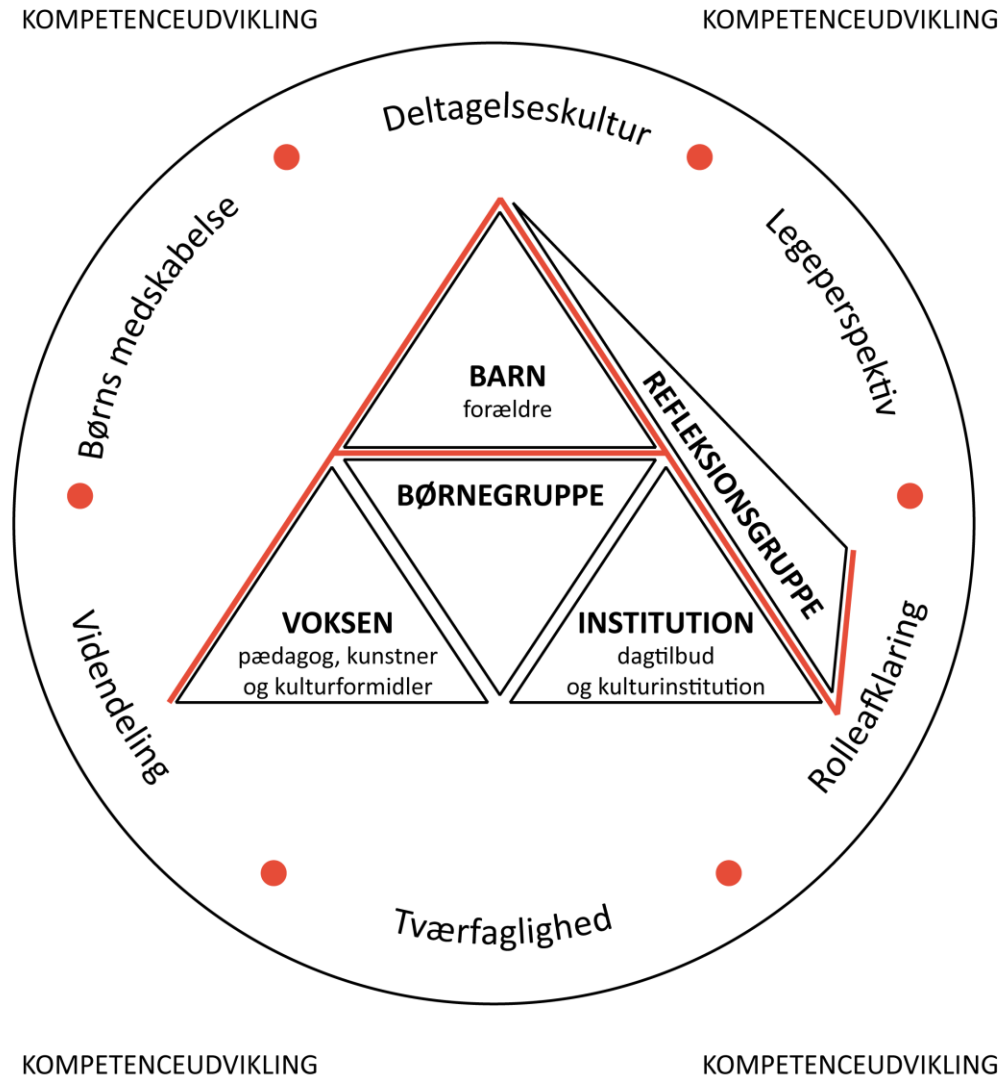 KOMPETENCEUDVIKLING
KOMPETENCEUDVIKLING
Deltagelseskultur
Legeperspektiv
Rolleafklaring
Tværfaglighed
Videndeling
Børns medskabelse
BARN
forældre
BØRNEGRUPPE
VOKSEN
pædagog, kunstner
og kulturformidler
INSTITUTION
dagtilbud
og kulturinstitution
REFLEKSIONSGRUPPE
KOMPETENCEUDVIKLING
KOMPETENCEUDVIKLING